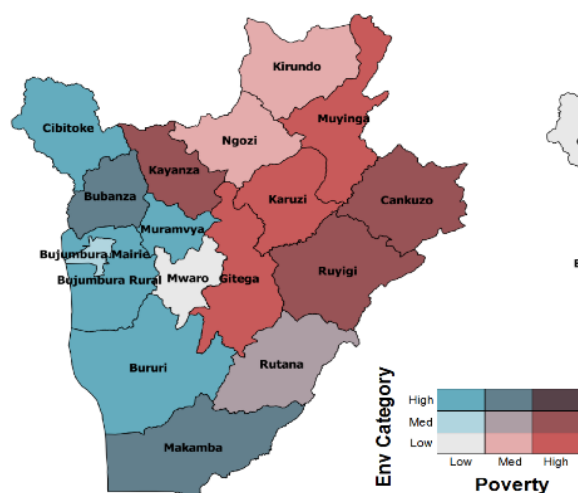 Kirundo
Cibitoke
Muyinga
Ngozi
Kayanza
Bubanza
Karuzi
Cankuzo
Muramvya
Bujumbura Mairie
Bujumbura Rural
Mwaro
Gitega
Ruyigi
Bururi
Rutana
Makamba
Env Category
High
Med
Low
Low Med High
Poverty